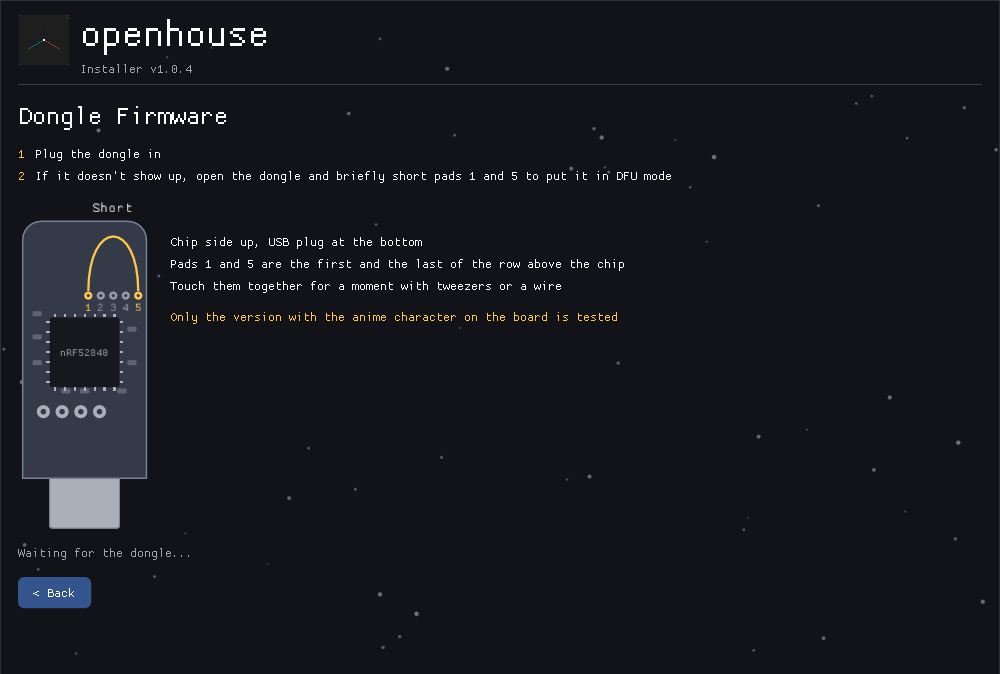 openhouse
Installer v1.0.4
Dongle Firmware
1 Plug the dongle in
2 If it doesn't show up, open the dongle and briefly short pads 1 and 5 to put it in DFU mode
Short
Chip side up, USB plug at the bottom
Pads 1 and 5 are the first and the last of the row above the chip
Touch them together for a moment with tweezers or a wire
1 2 3 4 5
Only the version with the anime character on the board is tested
nRF52840
Waiting for the dongle...
< Back